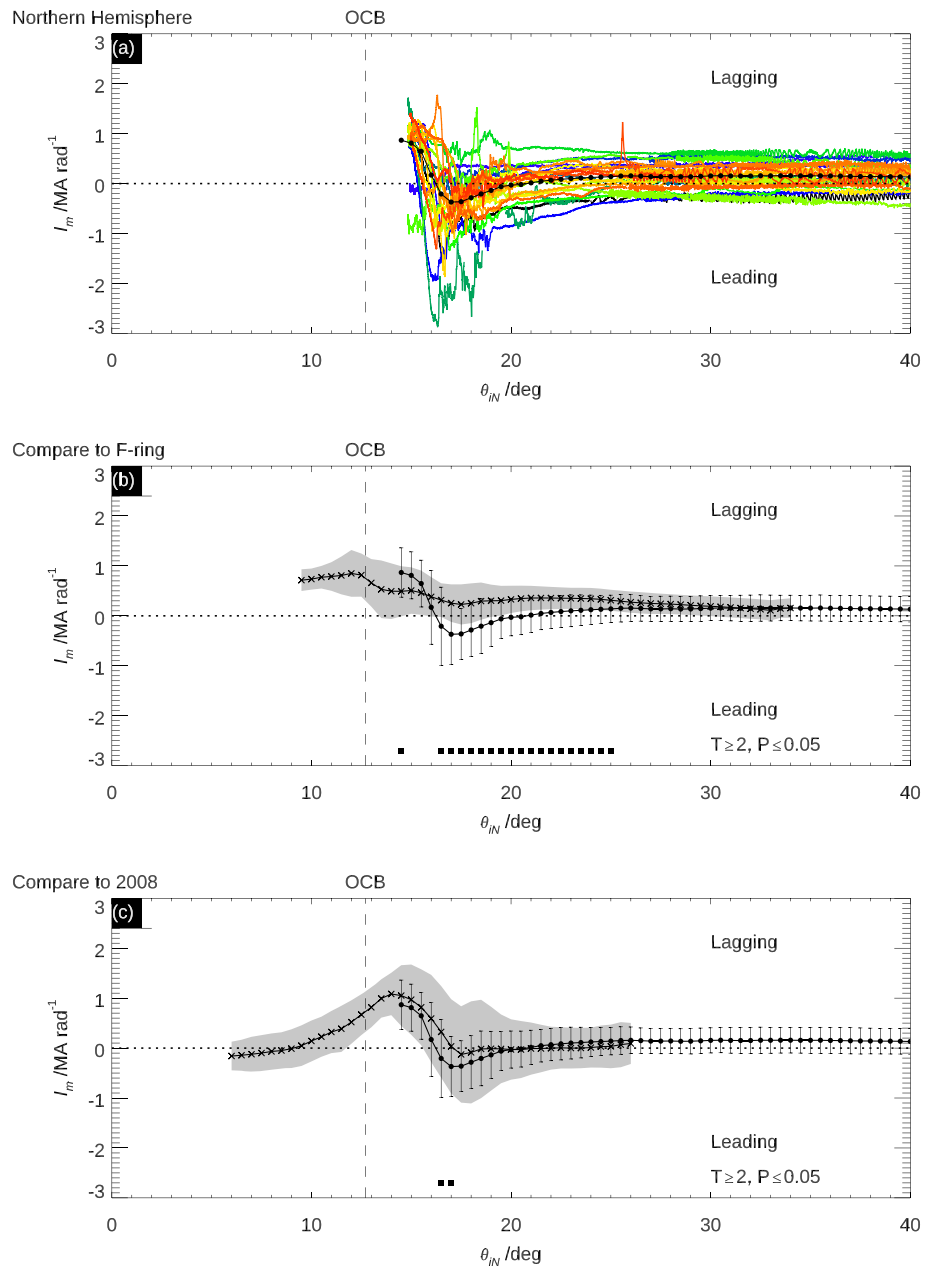 Northern Hemisphere OCB
(a)
3
2
1
0
-1
-2
-3
I_m /MA rad^-1
Lagging
Leading
0 10 20 30 40
θ_iN /deg
Compare to F-ring OCB
(b)
3
2
1
0
-1
-2
-3
I_m /MA rad^-1
Lagging
Leading
T≥2, P≤0.05
0 10 20 30 40
θ_iN /deg
Compare to 2008 OCB
(c)
3
2
1
0
-1
-2
-3
I_m /MA rad^-1
Lagging
Leading
T≥2, P≤0.05
0 10 20 30 40
θ_iN /deg